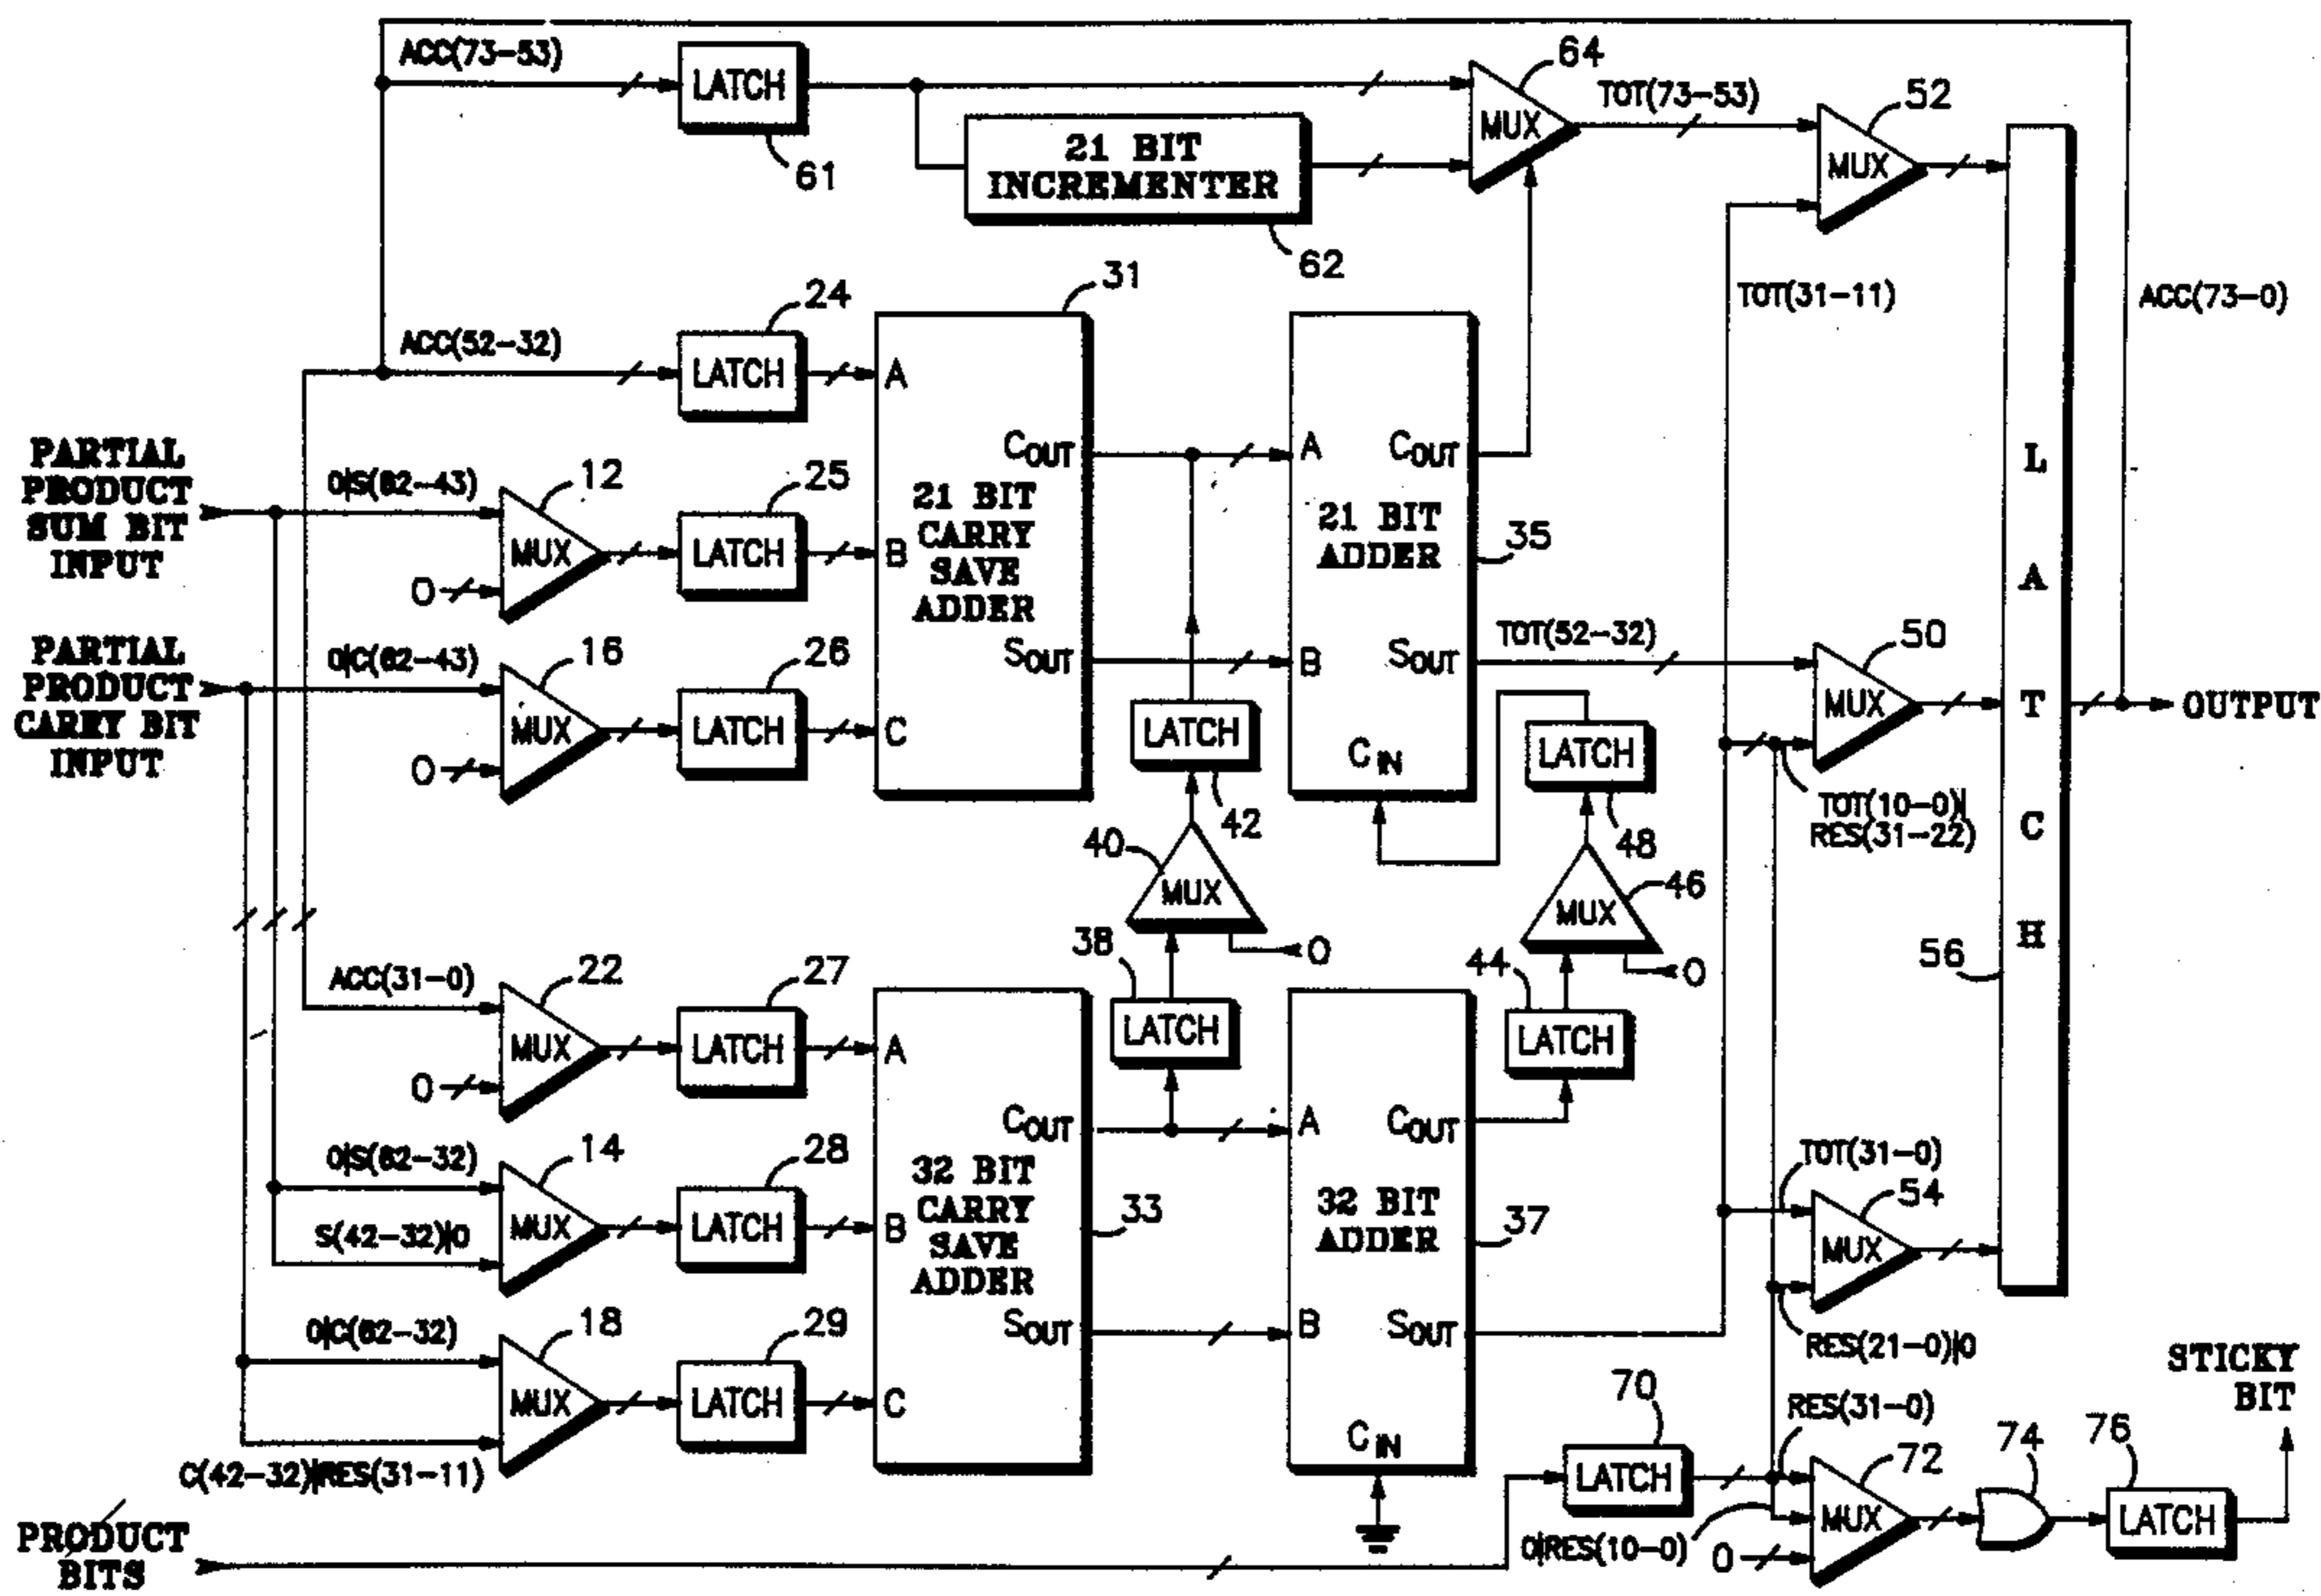 ACC(73-53)
LATCH
61
21 BIT
INCREMENTER
62
64
MUX
TOT(73-53)
52
MUX
TOT(31-11)
ACC(73-0)
ACC(52-32)
24
LATCH
31
A
B
C
COUT
SOUT
21 BIT
CARRY
SAVE
ADDER
PARTIAL
PRODUCT
SUM BIT
INPUT
0|S(62-43)
12
MUX
0
25
LATCH
PARTIAL
PRODUCT
CARRY BIT
INPUT
0|C(62-43)
16
MUX
0
26
LATCH
A
B
COUT
SOUT
CIN
21 BIT
ADDER
35
TOT(52-32)
50
MUX
TOT(10-0)|
RES(31-22)
LATCH
56
OUTPUT
LATCH
42
40
MUX
0
38
LATCH
LATCH
48
46
MUX
0
44
LATCH
ACC(31-0)
22
MUX
0
27
LATCH
0|S(62-32)
S(42-32)|0
14
MUX
28
LATCH
0|C(62-32)
18
MUX
C(42-32)|RES(31-11)
29
LATCH
A
B
C
COUT
SOUT
32 BIT
CARRY
SAVE
ADDER
33
A
B
COUT
SOUT
CIN
32 BIT
ADDER
37
TOT(31-0)
54
MUX
RES(21-0)|0
70
LATCH
RES(31-0)
0|RES(10-0)
0
72
MUX
74
76
LATCH
STICKY
BIT
PRODUCT
BITS